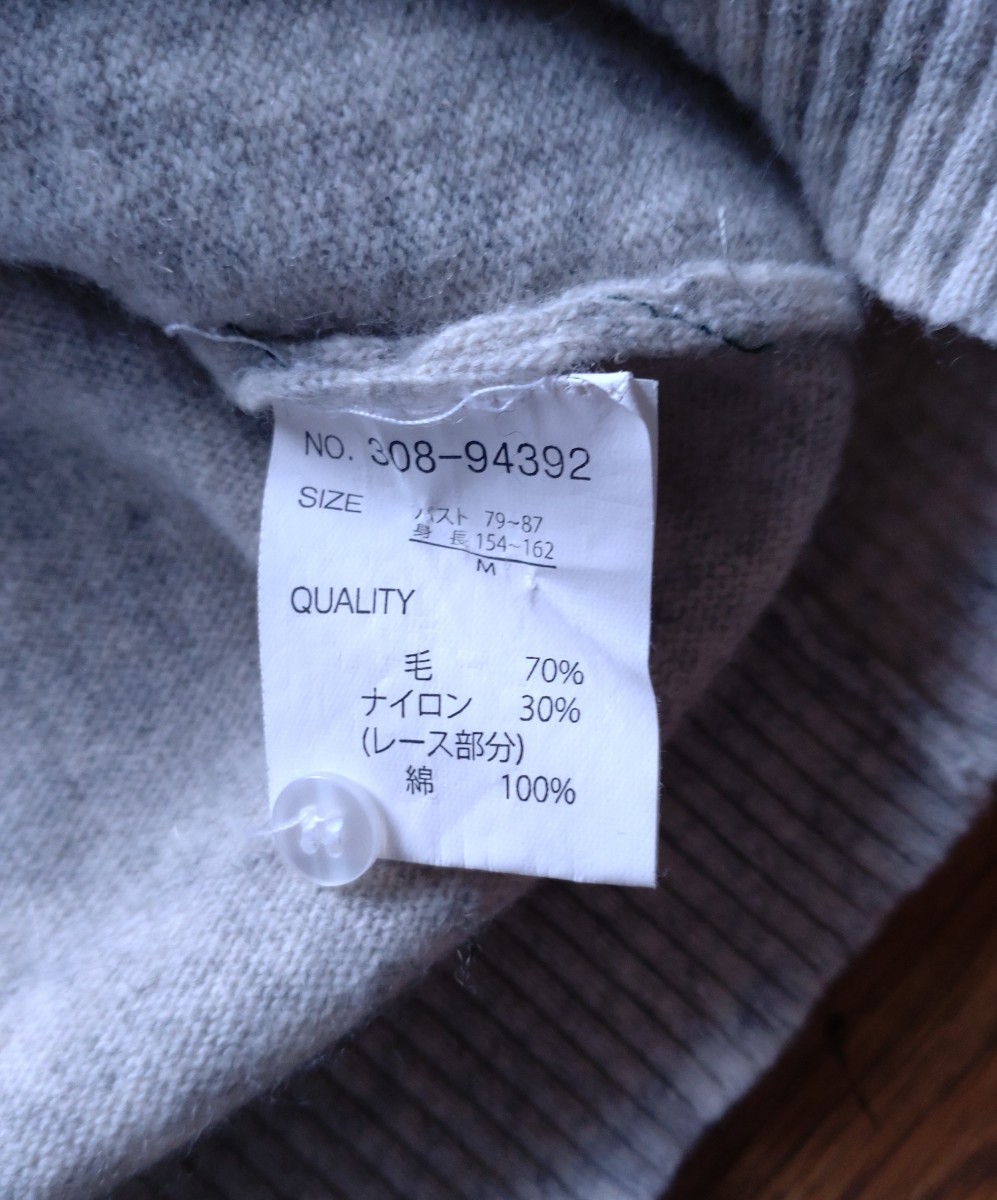 NO. 308-94392
SIZE
バスト 79~87
身 長 154~162
M
QUALITY
毛 70%
ナイロン 30%
(レース部分)
綿 100%